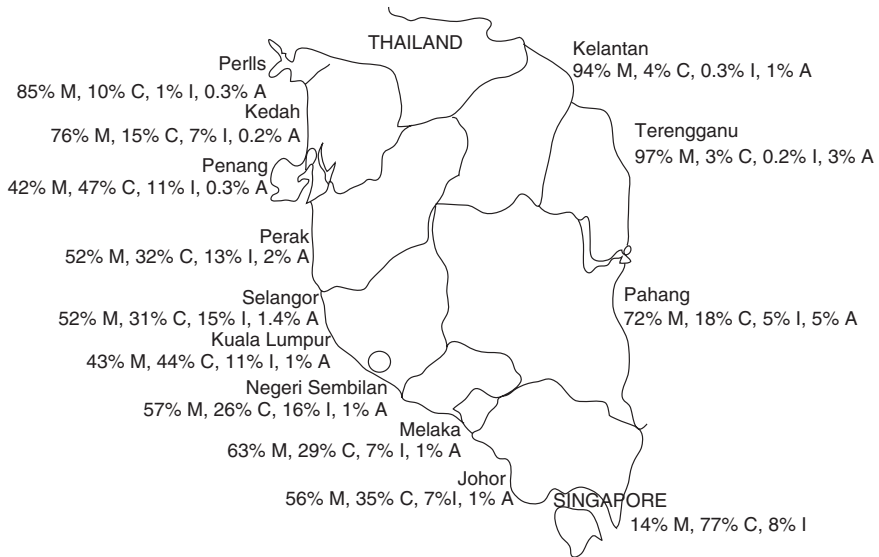 THAILAND
Perlls
85% M, 10% C, 1% I, 0.3% A
Kedah
76% M, 15% C, 7% I, 0.2% A
Penang
42% M, 47% C, 11% I, 0.3% A
Perak
52% M, 32% C, 13% I, 2% A
Selangor
52% M, 31% C, 15% I, 1.4% A
Kuala Lumpur
43% M, 44% C, 11% I, 1% A
Negeri Sembilan
57% M, 26% C, 16% I, 1% A
Melaka
63% M, 29% C, 7% I, 1% A
Johor
56% M, 35% C, 7%I, 1% A
Kelantan
94% M, 4% C, 0.3% I, 1% A
Terengganu
97% M, 3% C, 0.2% I, 3% A
Pahang
72% M, 18% C, 5% I, 5% A
SINGAPORE
14% M, 77% C, 8% I